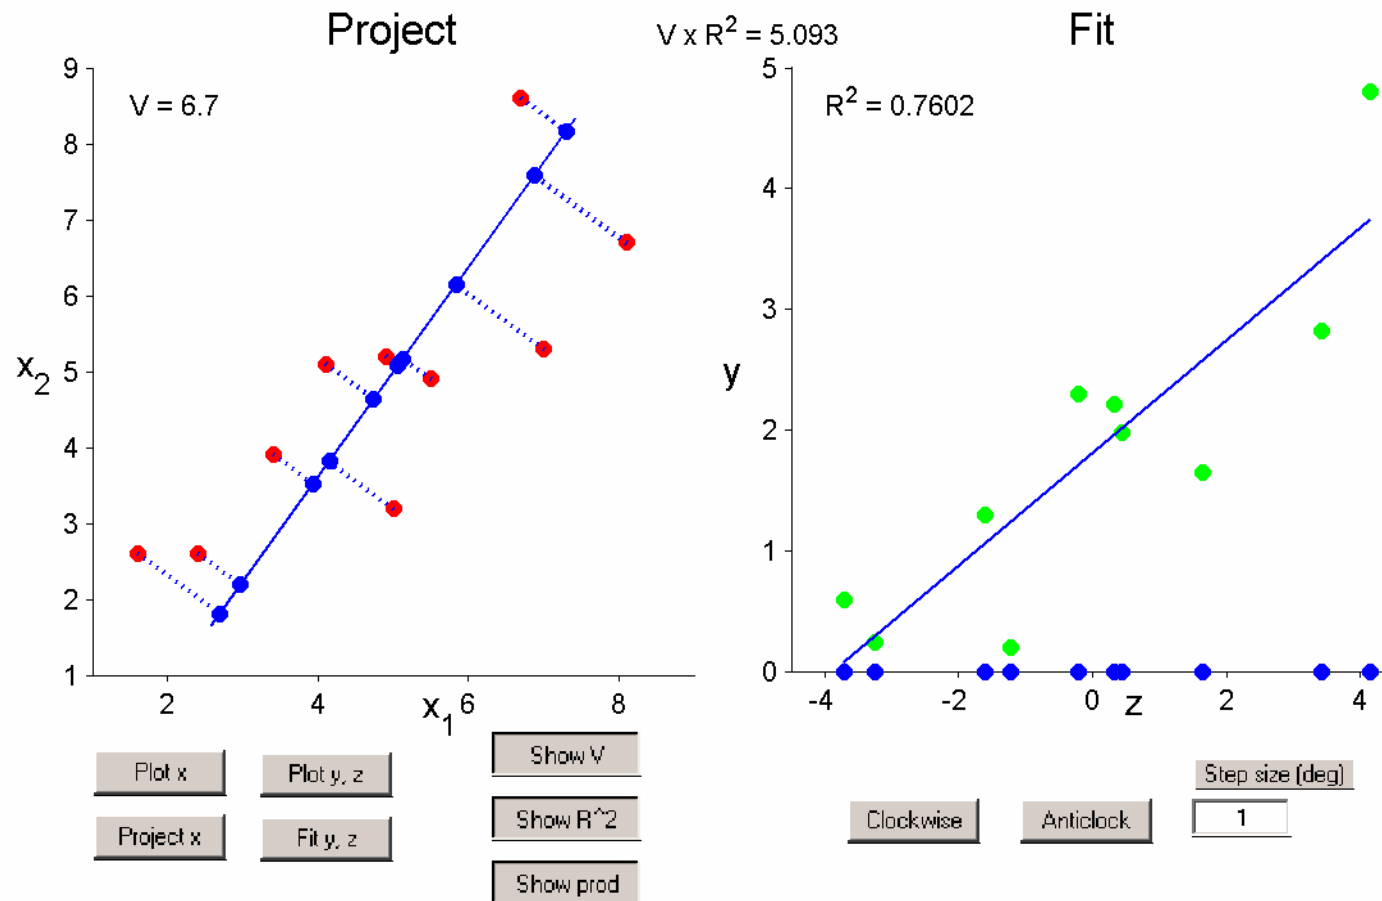 Project
V x R² = 5.093
Fit
V = 6.7
9
8
7
6
5
4
3
2
1
x₂
2
4
6
8
x₁
R² = 0.7602
5
4
3
2
1
0
y
-4
-2
0
2
4
z
Plot x
Plot y, z
Show V
Step size (deg)
Project x
Fit y, z
Show R^2
Clockwise
Anticlock
1
Show prod